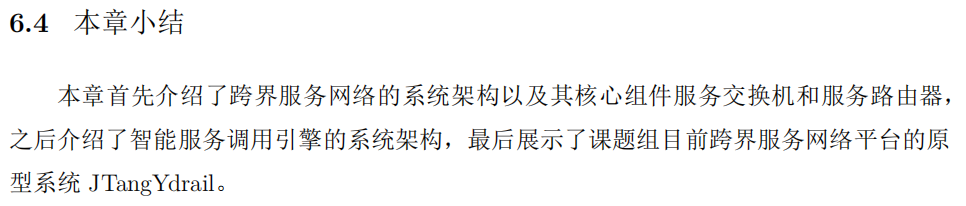 6.4 本章小结
本章首先介绍了跨界服务网络的系统架构以及其核心组件服务交换机和服务路由器，
之后介绍了智能服务调用引擎的系统架构，最后展示了课题组目前跨界服务网络平台的原
型系统 JTangYdrail。